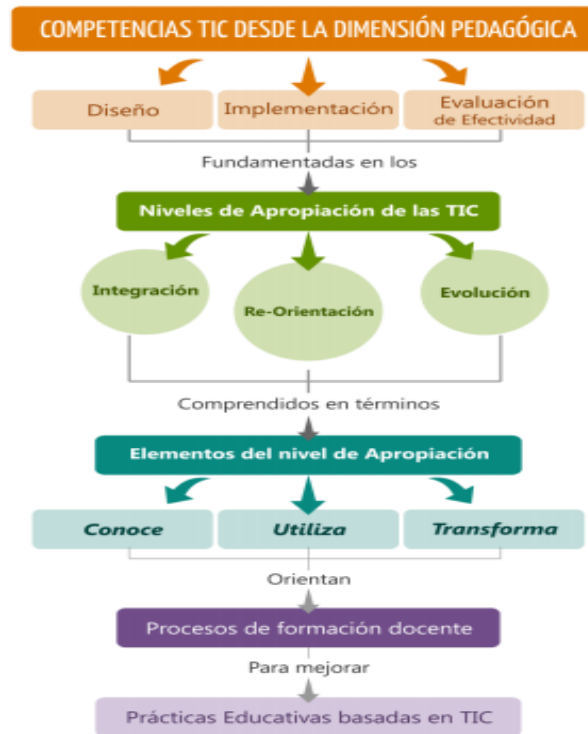 COMPETENCIAS TIC DESDE LA DIMENSIÓN PEDAGÓGICA
Diseño
Implementación
Evaluación
de Efectividad
Fundamentadas en los
Niveles de Apropiación de las TIC
Integración
Re-Orientación
Evolución
Comprendidos en términos
Elementos del nivel de Apropiación
Conoce
Utiliza
Transforma
Orientan
Procesos de formación docente
Para mejorar
Prácticas Educativas basadas en TIC